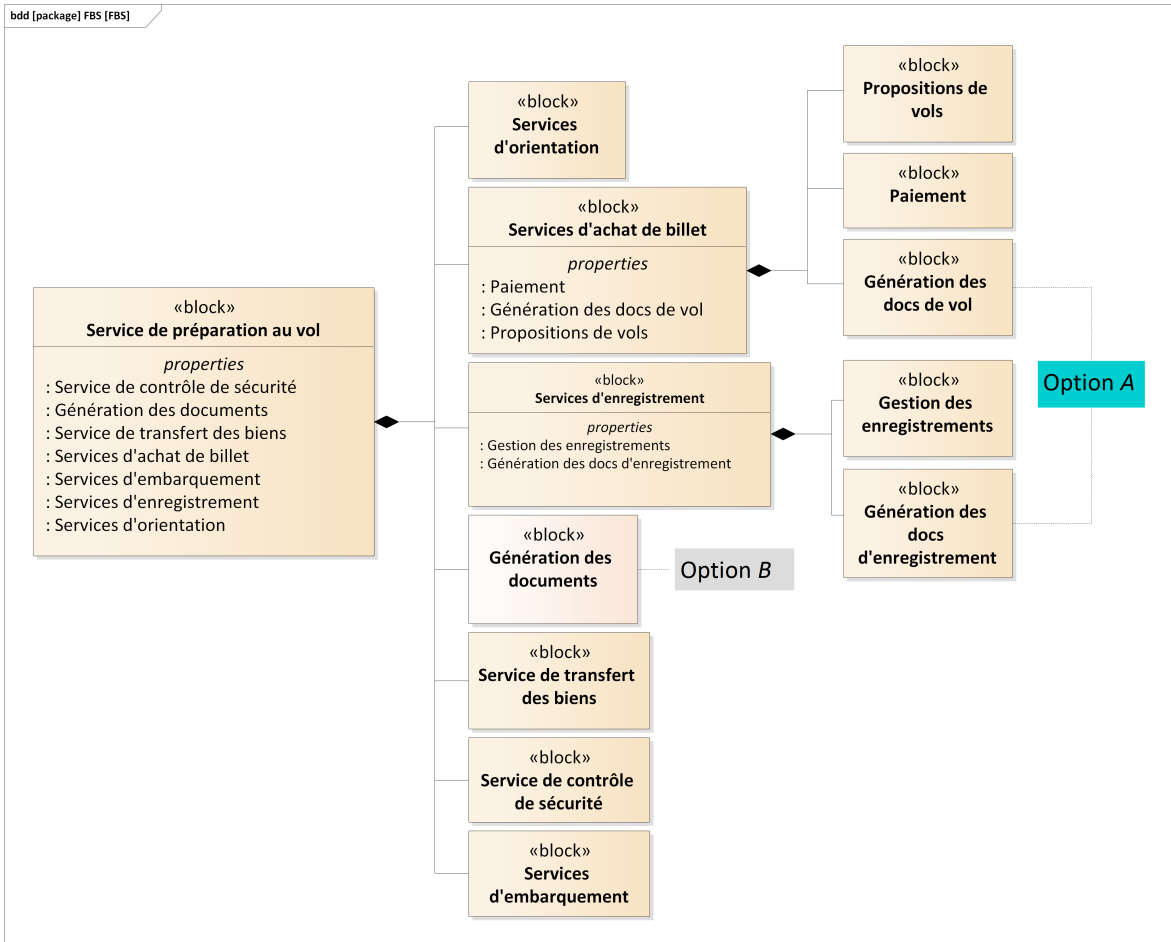 bdd [package] FBS [FBS]
«block»
Service de préparation au vol
properties
: Service de contrôle de sécurité
: Génération des documents
: Service de transfert des biens
: Services d'achat de billet
: Services d'embarquement
: Services d'enregistrement
: Services d'orientation
«block»
Services
d'orientation
«block»
Services d'achat de billet
properties
: Paiement
: Génération des docs de vol
: Propositions de vols
«block»
Services d'enregistrement
properties
: Gestion des enregistrements
: Génération des docs d'enregistrement
«block»
Génération des
documents
Option B
«block»
Service de transfert
des biens
«block»
Service de contrôle
de sécurité
«block»
Services
d'embarquement
«block»
Propositions de
vols
«block»
Paiement
«block»
Génération des
docs de vol
Option A
«block»
Gestion des
enregistrements
«block»
Génération des
docs
d'enregistrement